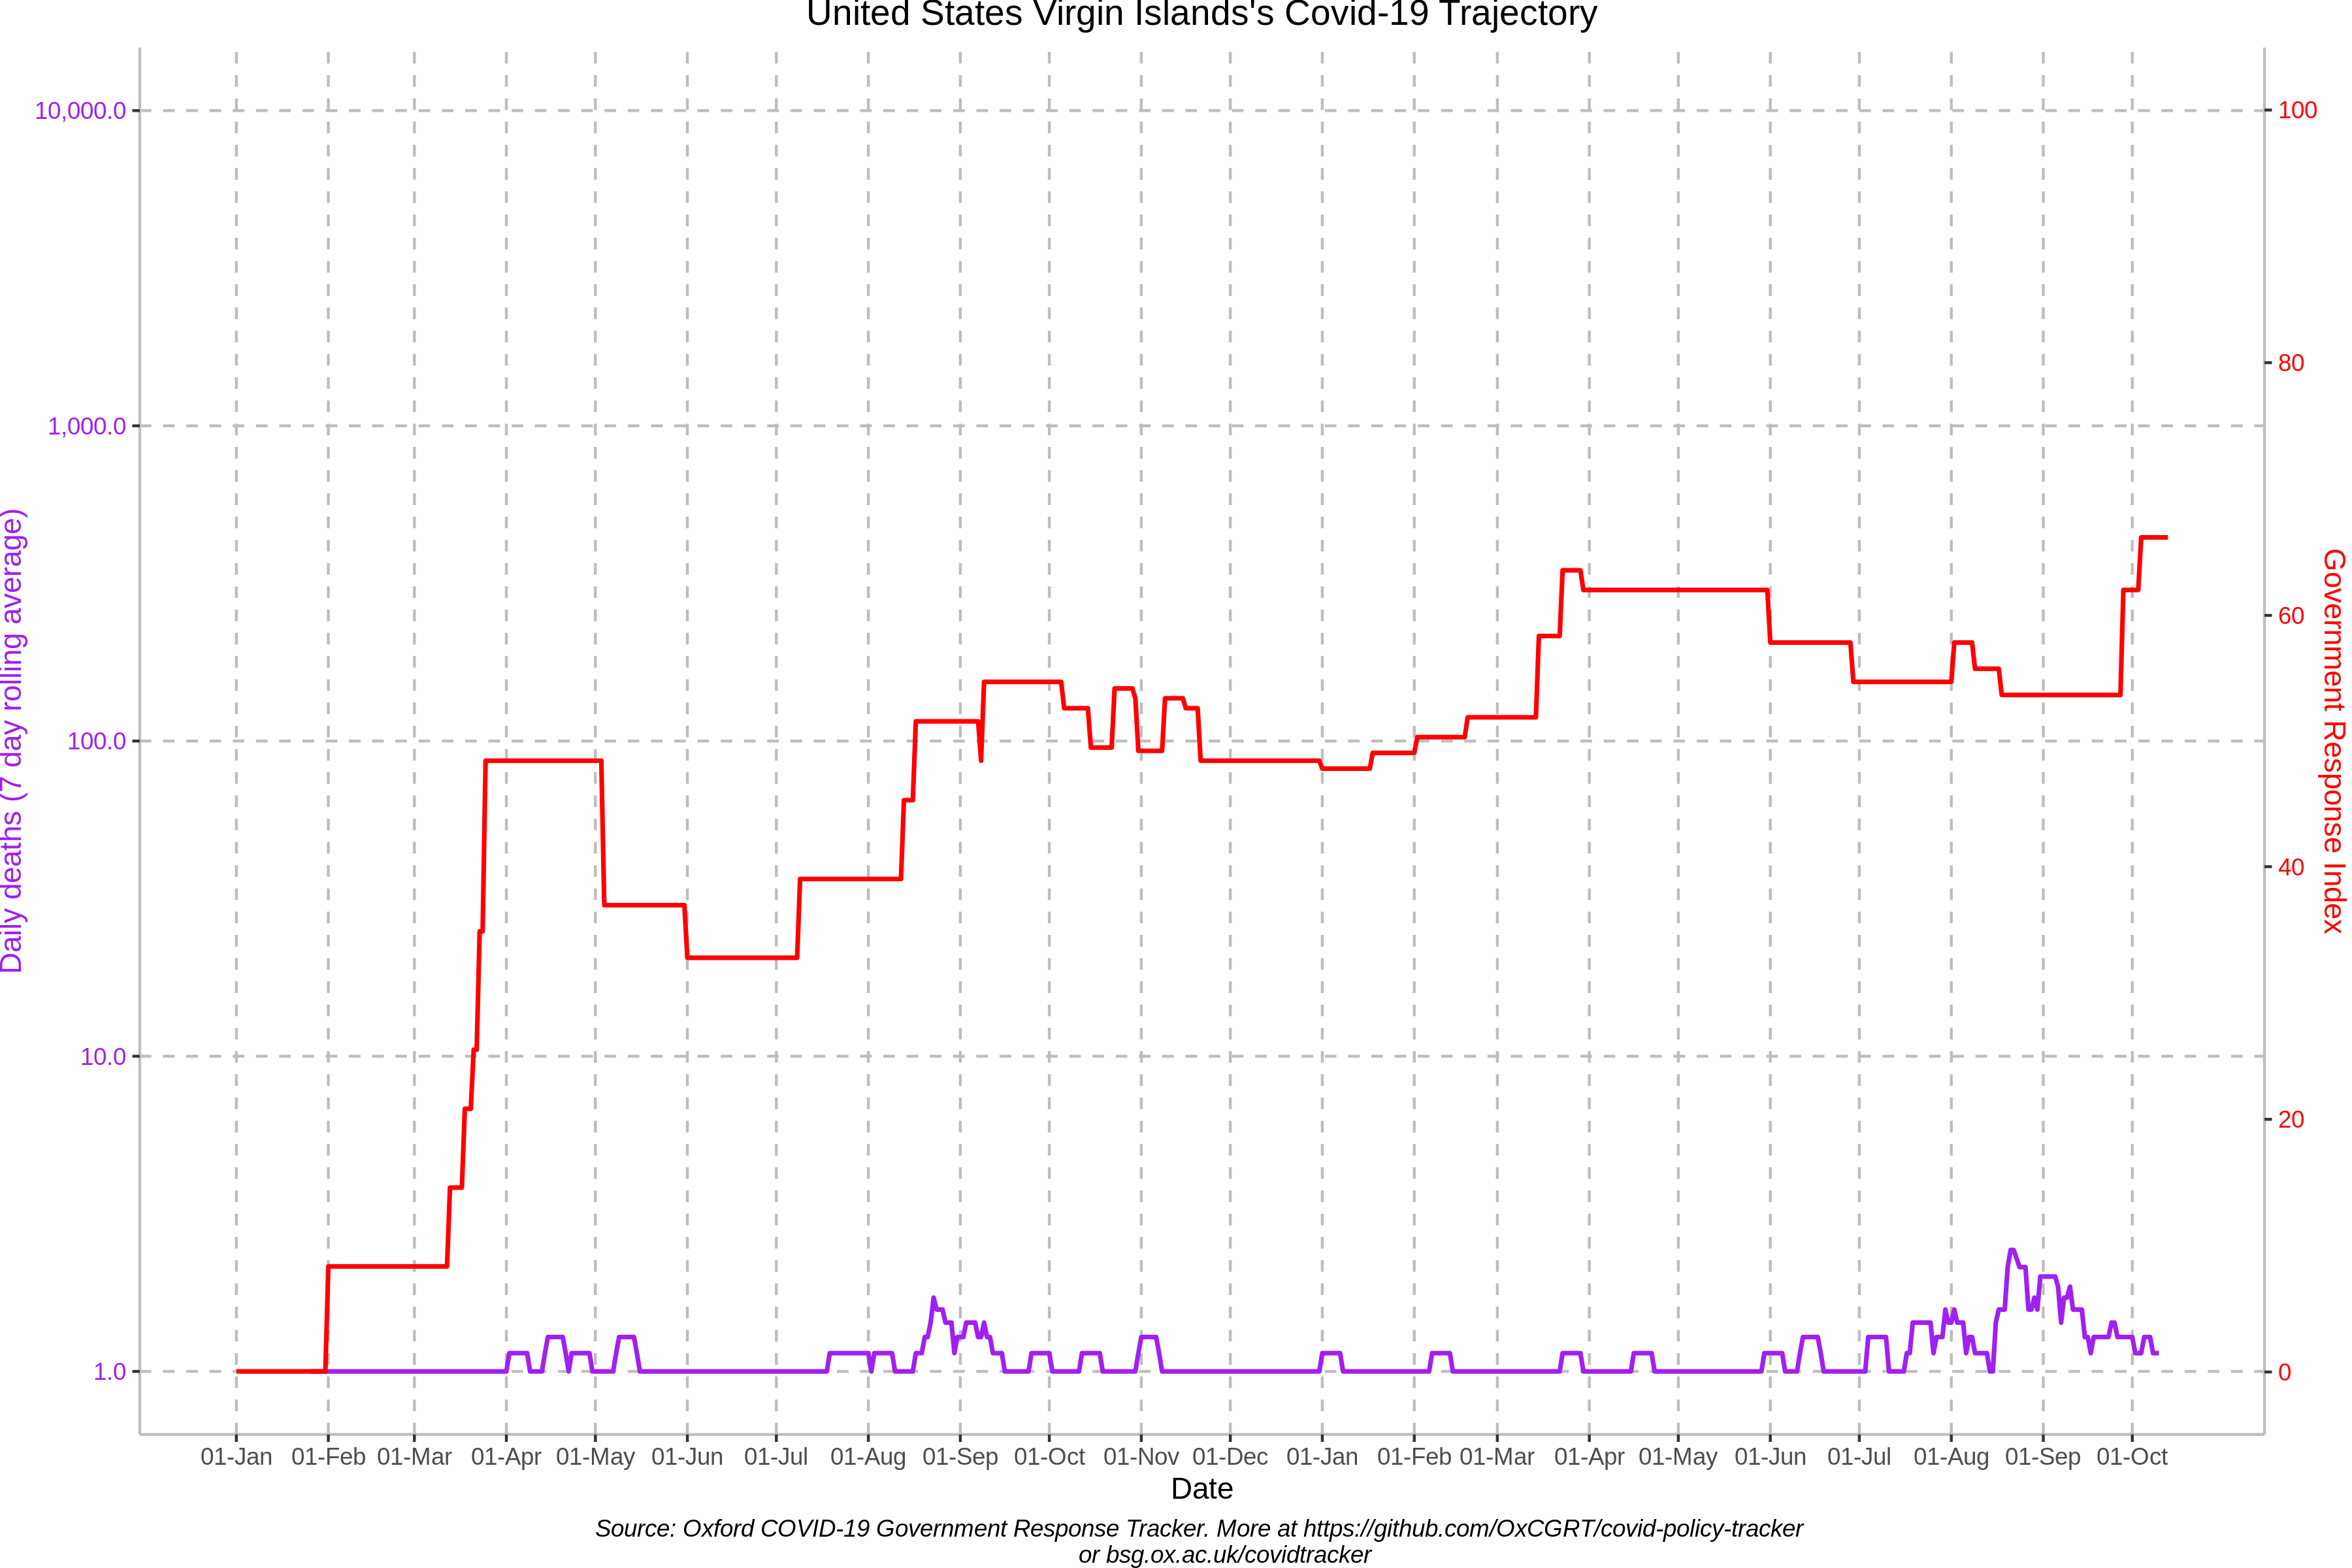 United States Virgin Islands's Covid-19 Trajectory
10,000.0
1,000.0
100.0
10.0
1.0
Daily deaths (7 day rolling average)
100
80
60
40
20
0
Government Response Index
01-Jan 01-Feb 01-Mar 01-Apr 01-May 01-Jun 01-Jul 01-Aug 01-Sep 01-Oct 01-Nov 01-Dec 01-Jan 01-Feb 01-Mar 01-Apr 01-May 01-Jun 01-Jul 01-Aug 01-Sep 01-Oct
Date
Source: Oxford COVID-19 Government Response Tracker. More at https://github.com/OxCGRT/covid-policy-tracker
or bsg.ox.ac.uk/covidtracker